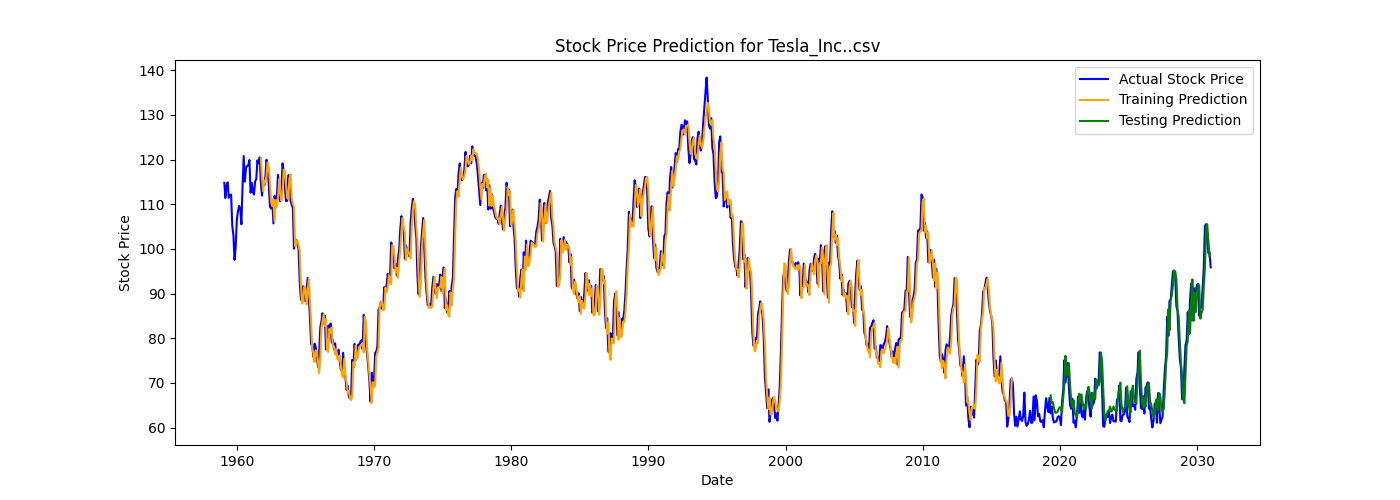 Stock Price Prediction for Tesla_Inc..csv
Actual Stock Price
Training Prediction
Testing Prediction
Stock Price
140
130
120
110
100
90
80
70
60
1960
1970
1980
1990
2000
2010
2020
2030
Date